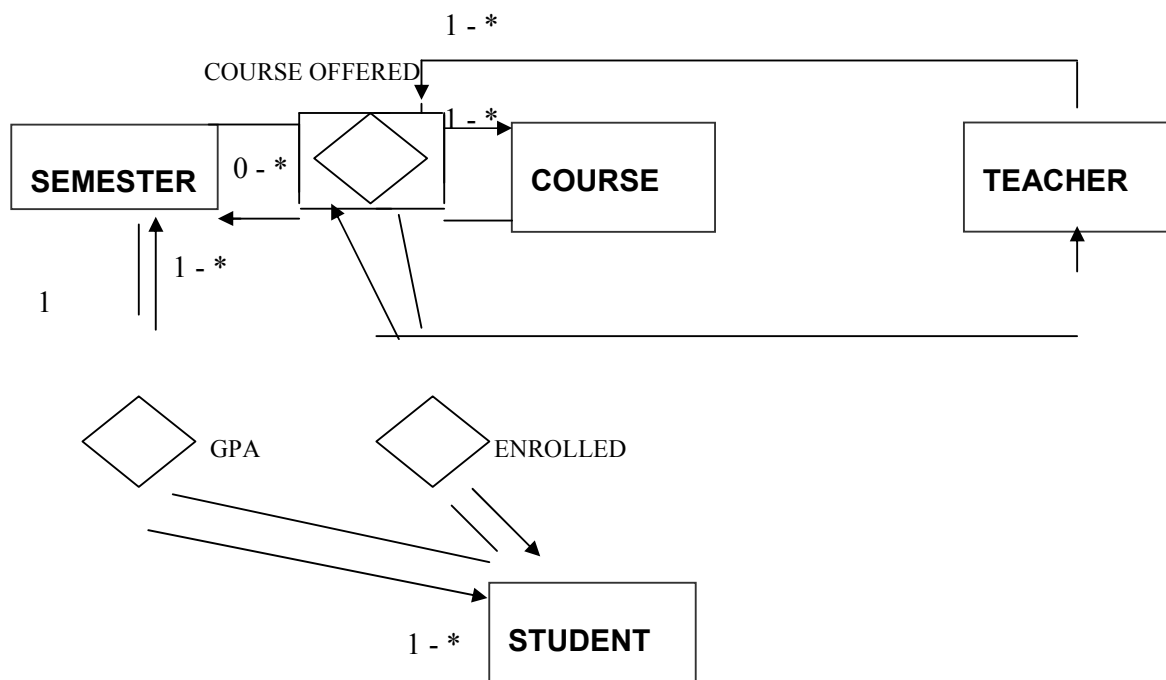 1 - *
COURSE OFFERED
1 - *
SEMESTER
0 - *
COURSE
TEACHER
1 - *
1
GPA
ENROLLED
1 - *
STUDENT